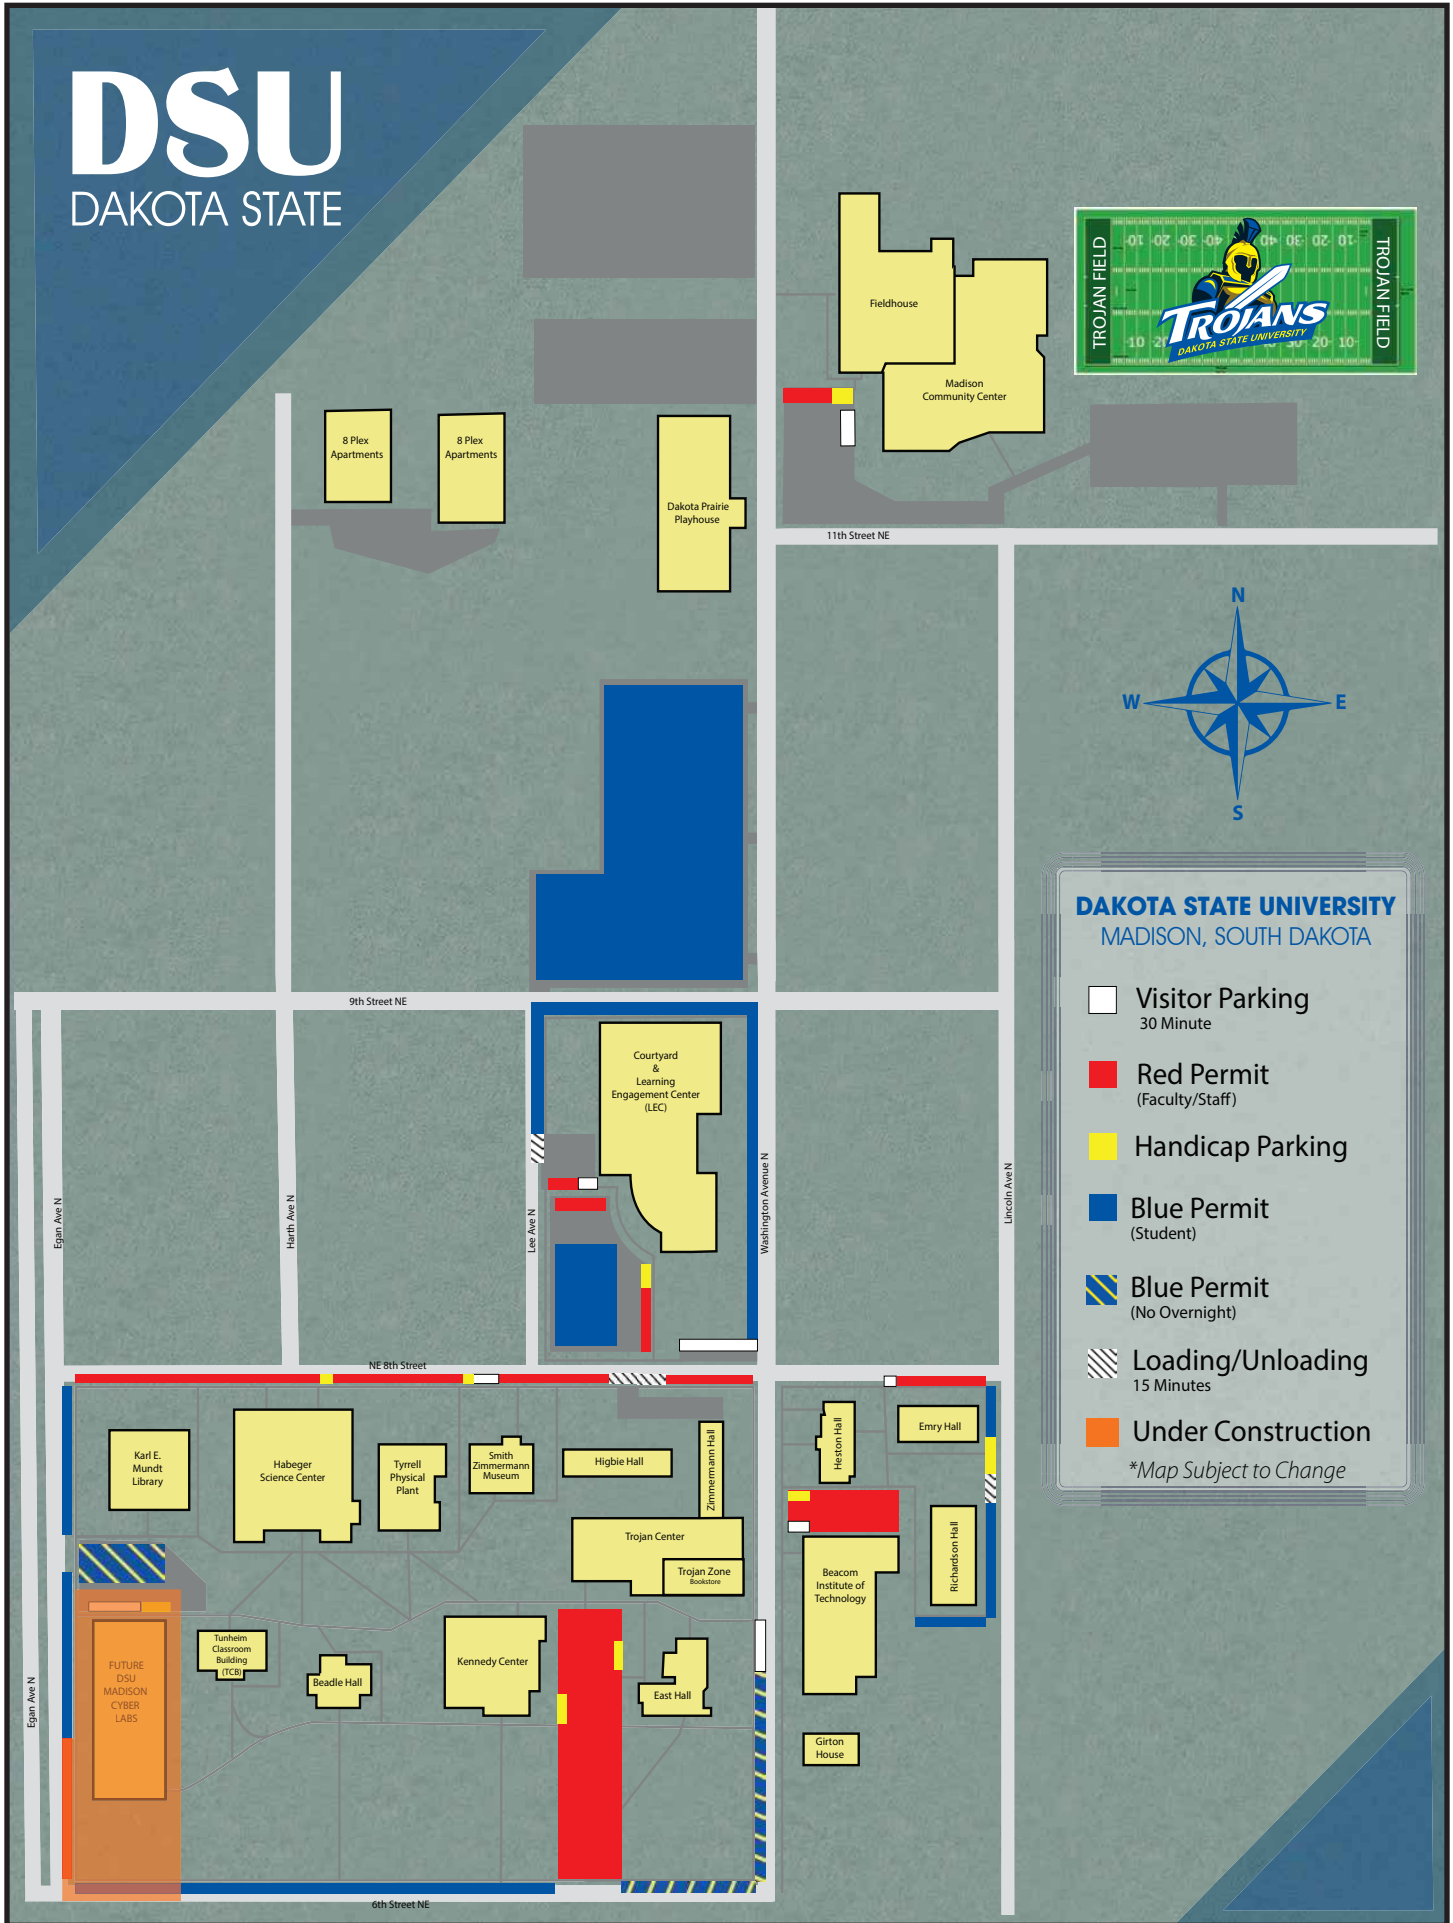 DSU
DAKOTA STATE
Fieldhouse
Madison
Community Center
TROJAN FIELD
TROJANS
DAKOTA STATE UNIVERSITY
TROJAN FIELD
8 Plex
Apartments
8 Plex
Apartments
Dakota Prairie
Playhouse
11th Street NE
N
W
E
S
9th Street NE
Courtyard
&
Learning
Engagement Center
(LEC)
Egan Ave N
Harth Ave N
Lee Ave N
Washington Avenue N
Lincoln Ave N
DAKOTA STATE UNIVERSITY
MADISON, SOUTH DAKOTA
Visitor Parking
30 Minute
Red Permit
(Faculty/Staff)
Handicap Parking
Blue Permit
(Student)
Blue Permit
(No Overnight)
Loading/Unloading
15 Minutes
Under Construction
*Map Subject to Change
NE 8th Street
Karl E.
Mundt
Library
Habeger
Science Center
Tyrrell
Physical
Plant
Smith
Zimmermann
Museum
Higbie Hall
Zimmermann Hall
Trojan Center
Trojan Zone
Bookstore
Heston Hall
Emry Hall
Richardson Hall
Beacom
Institute of
Technology
FUTURE
DSU
MADISON
CYBER
LABS
Tunheim
Classroom
Building
(TCB)
Beadle Hall
Kennedy Center
East Hall
Girton
House
Egan Ave N
6th Street NE